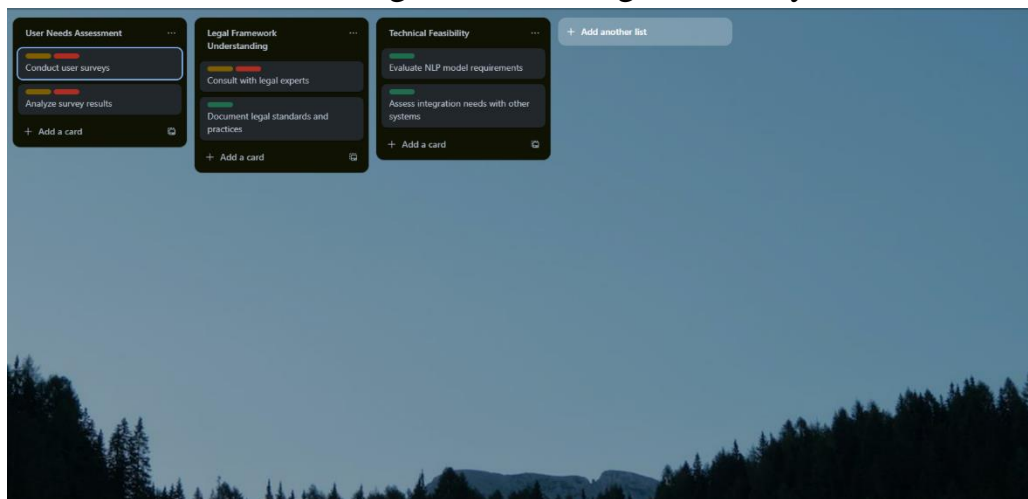 User Needs Assessment
Conduct user surveys
Analyze survey results
+ Add a card
Legal Framework
Understanding
Consult with legal experts
Document legal standards and
practices
+ Add a card
Technical Feasibility
Evaluate NLP model requirements
Assess integration needs with other
systems
+ Add a card
+ Add another list